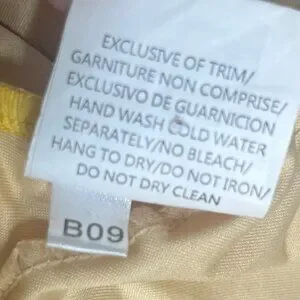 EXCLUSIVE OF TRIM/
GARNITURE NON COMPRISE/
EXCLUSIVO DE GUARNICION
HAND WASH COLD WATER
SEPARATELY/NO BLEACH/
HANG TO DRY/DO NOT IRON/
DO NOT DRY CLEAN
B09